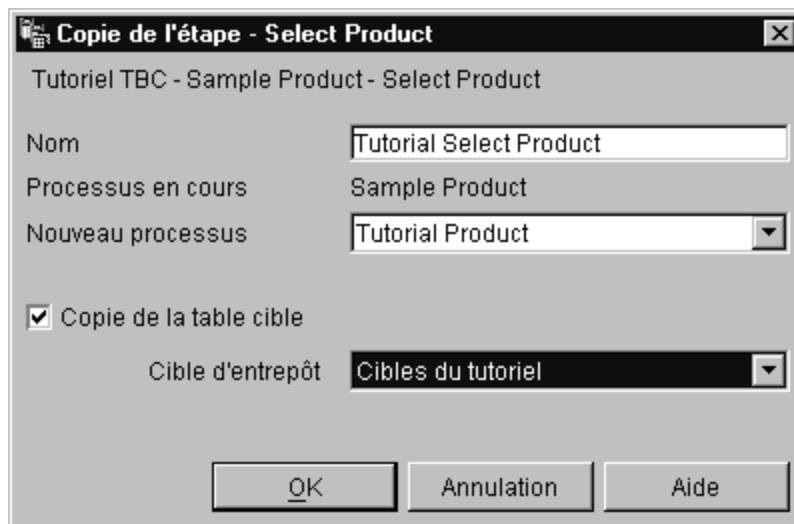 Copie de l'étape - Select Product
Tutoriel TBC - Sample Product - Select Product
Nom Tutorial Select Product
Processus en cours Sample Product
Nouveau processus Tutorial Product
Copie de la table cible
Cible d'entrepôt Cibles du tutoriel
OK Annulation Aide